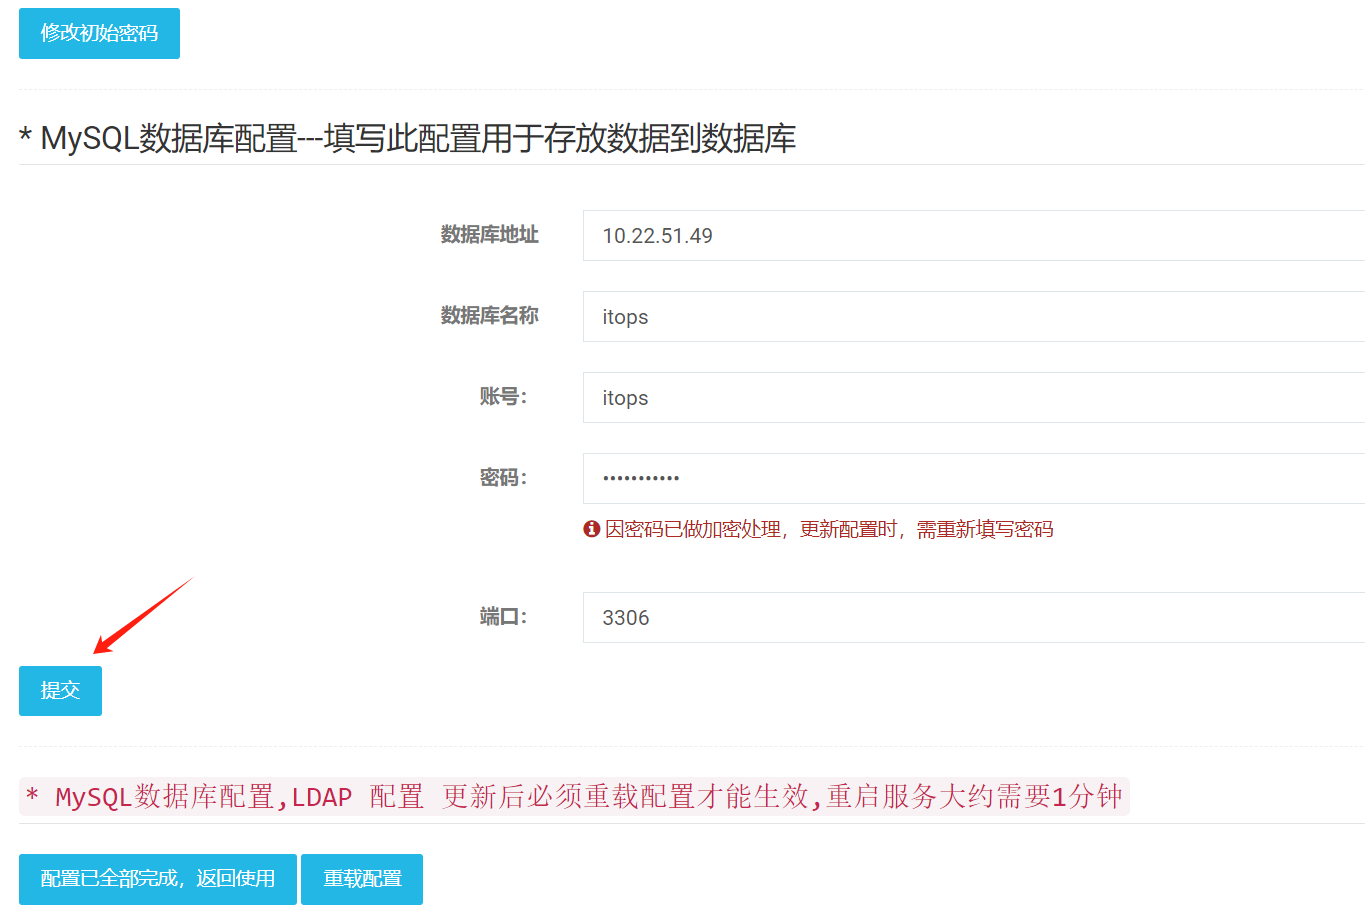 修改初始密码
* MySQL数据库配置---填写此配置用于存放数据到数据库
数据库地址 10.22.51.49
数据库名称 itops
账号： itops
密码： •••••••••••
因密码已做加密处理，更新配置时，需重新填写密码
端口： 3306
提交
* MySQL数据库配置,LDAP 配置 更新后必须重载配置才能生效,重启服务大约需要1分钟
配置已全部完成，返回使用 重载配置